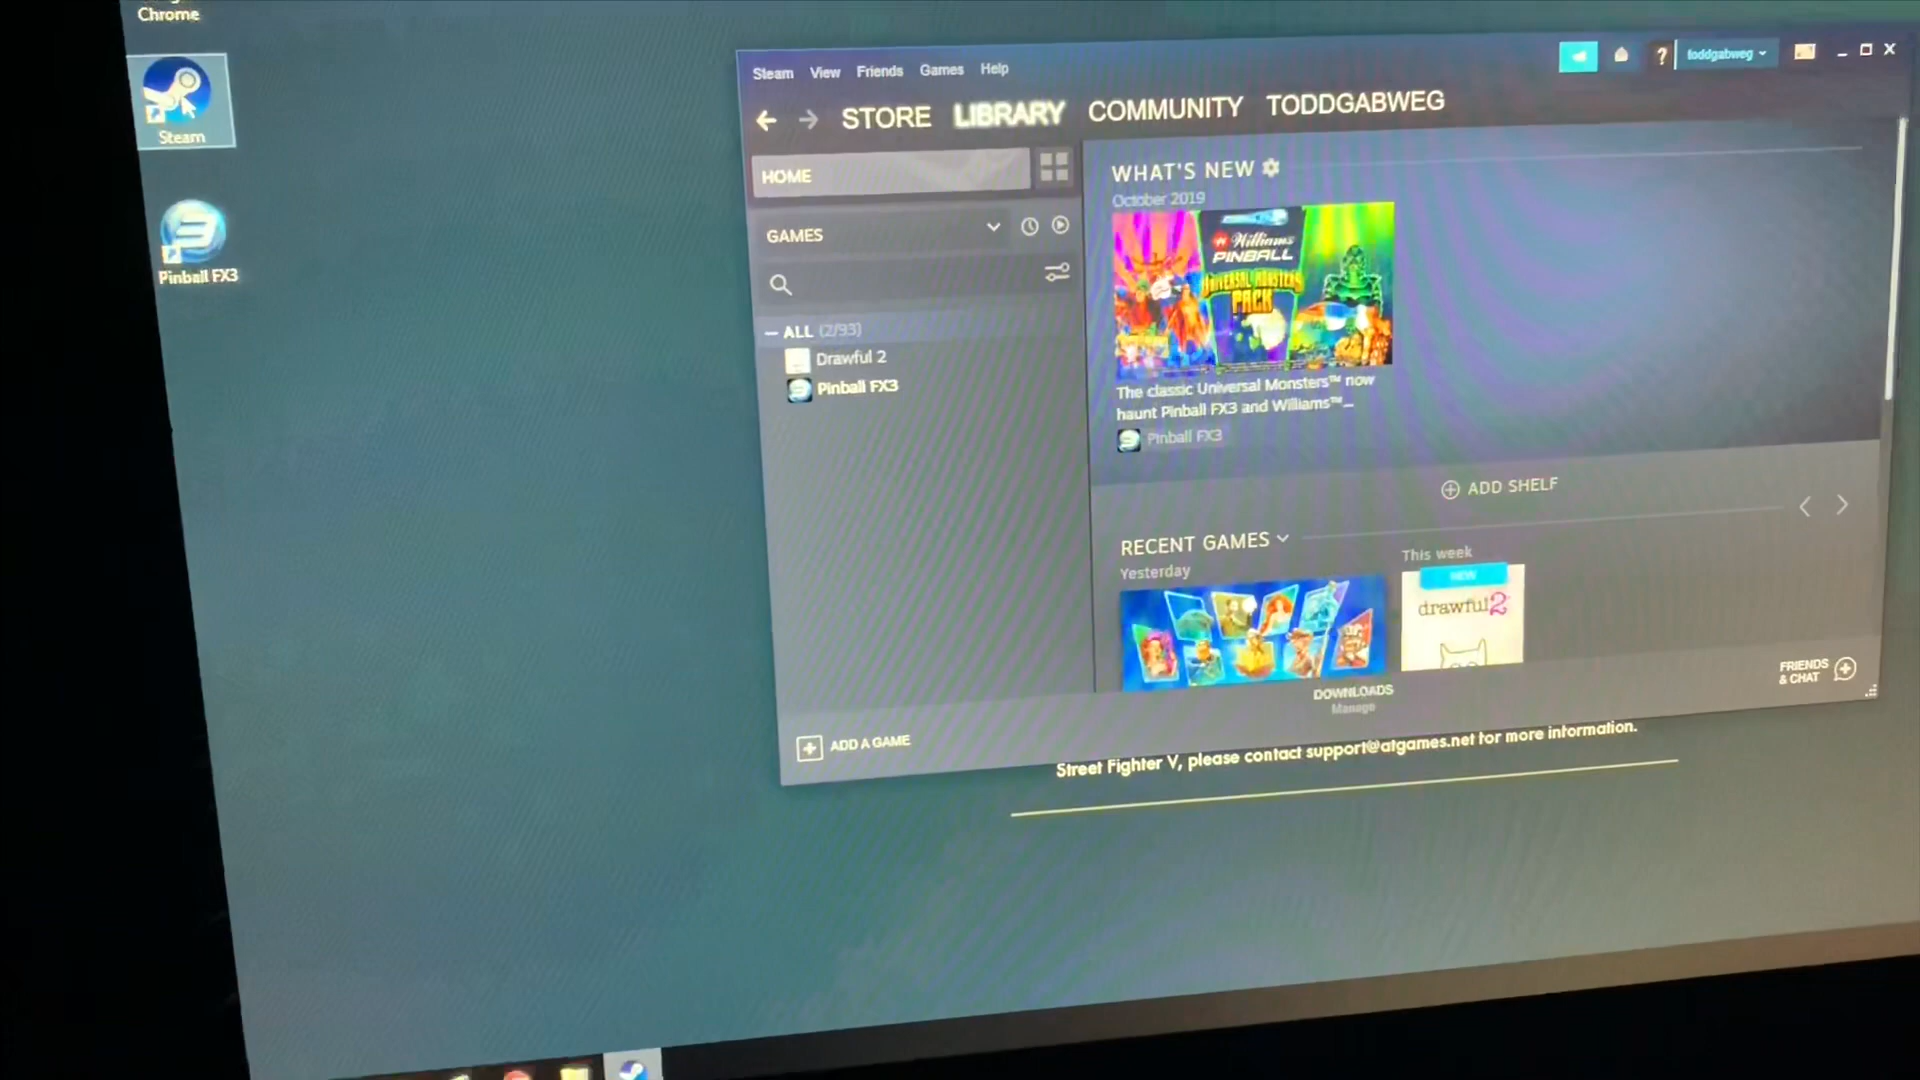 Chrome
Steam
Pinball FX3
Steam View Friends Games Help
? toddgabweg
STORE LIBRARY COMMUNITY TODDGABWEG
HOME
GAMES
ALL (2/93)
Drawful 2
Pinball FX3
WHAT'S NEW
October 2019
Williams
PINBALL
UNIVERSAL MONSTERS
PACK
The classic Universal Monsters™ now
haunt Pinball FX3 and Williams™...
Pinball FX3
ADD SHELF
RECENT GAMES
Yesterday
This week
NEW
drawful 2
DOWNLOADS
Manage
FRIENDS
& CHAT
ADD A GAME
Street Fighter V, please contact support@atgames.net for more information.